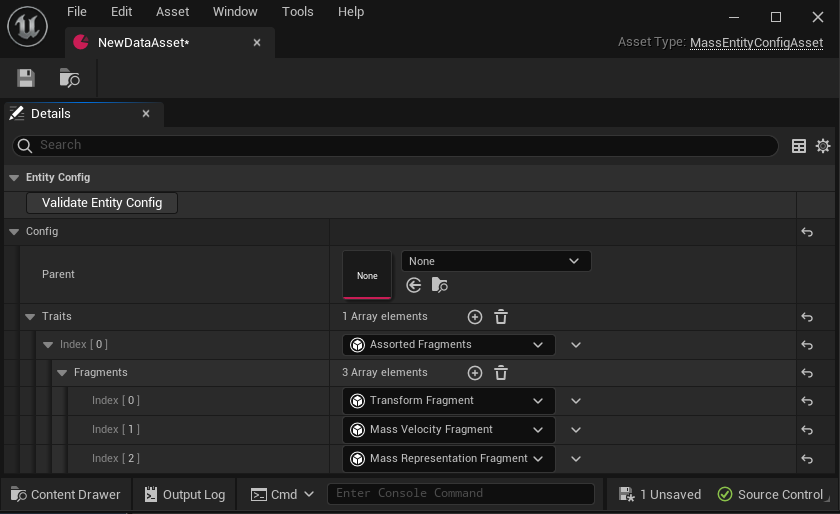 File Edit Asset Window Tools Help
NewDataAsset*
Asset Type: MassEntityConfigAsset
Details
Search
Entity Config
Validate Entity Config
Config
Parent
None
None
Traits
1 Array elements
Index [ 0 ]
Assorted Fragments
Fragments
3 Array elements
Index [ 0 ]
Transform Fragment
Index [ 1 ]
Mass Velocity Fragment
Index [ 2 ]
Mass Representation Fragment
Content Drawer
Output Log
Cmd
Enter Console Command
1 Unsaved
Source Control